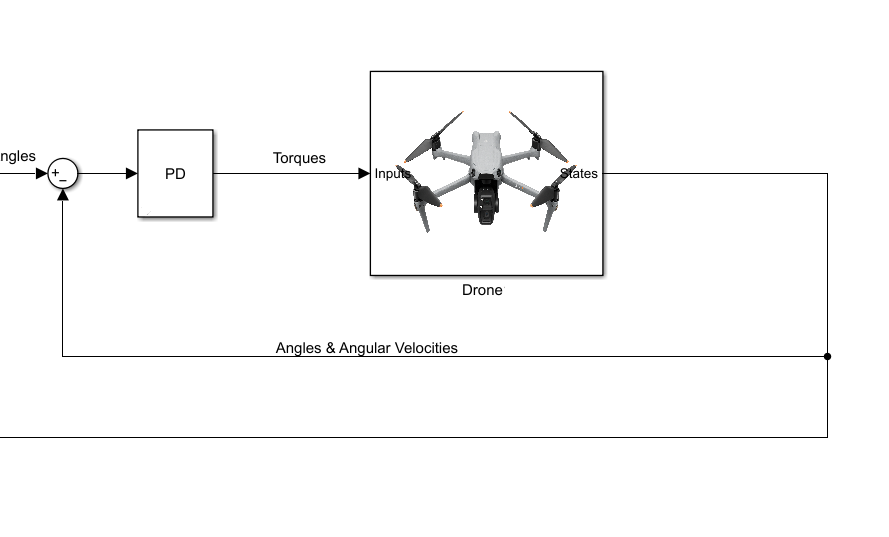 ngles
+
−
PD
Torques
Inputs
States
Drone
Angles & Angular Velocities